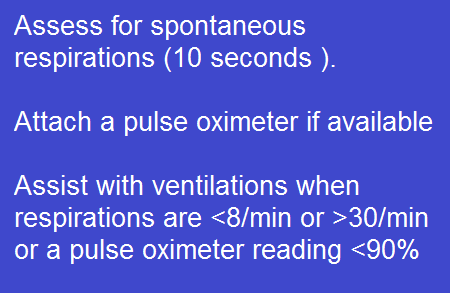 Assess for spontaneous
respirations (10 seconds ).
Attach a pulse oximeter if available
Assist with ventilations when
respirations are <8/min or >30/min
or a pulse oximeter reading <90%